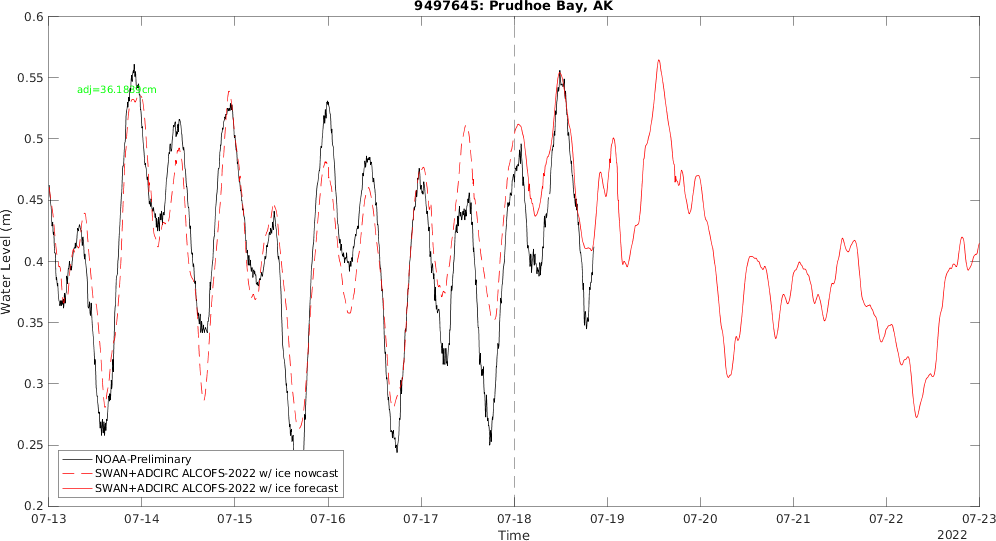 9497645: Prudhoe Bay, AK
0.6
0.55
0.5
0.45
0.4
0.35
0.3
0.25
0.2
Water Level (m)
NOAA-Preliminary
SWAN+ADCIRC ALCOFS-2022 w/ ice nowcast
SWAN+ADCIRC ALCOFS-2022 w/ ice forecast
07-13 07-14 07-15 07-16 07-17 07-18 07-19 07-20 07-21 07-22 07-23
Time
2022